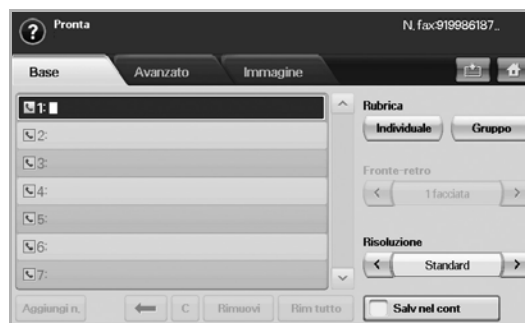 Pronta
N. fax:919986187..
Base
Avanzato
Immagine
1:
2:
3:
4:
5:
6:
7:
Rubrica
Individuale
Gruppo
Fronte-retro
1 facciata
Risoluzione
Standard
Aggiungi n.
C
Rimuovi
Rim tutto
Salv nel cont